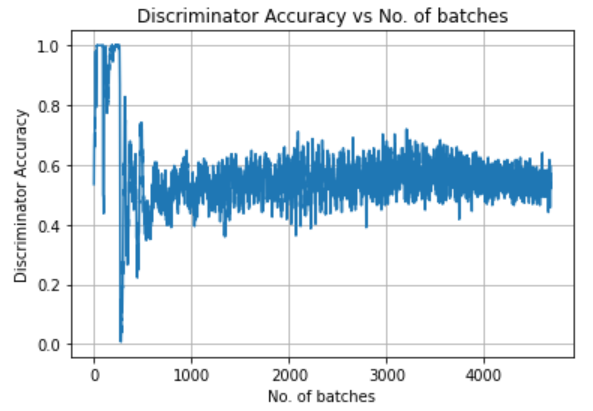 Discriminator Accuracy vs No. of batches
Discriminator Accuracy
1.0
0.8
0.6
0.4
0.2
0.0
0 1000 2000 3000 4000
No. of batches